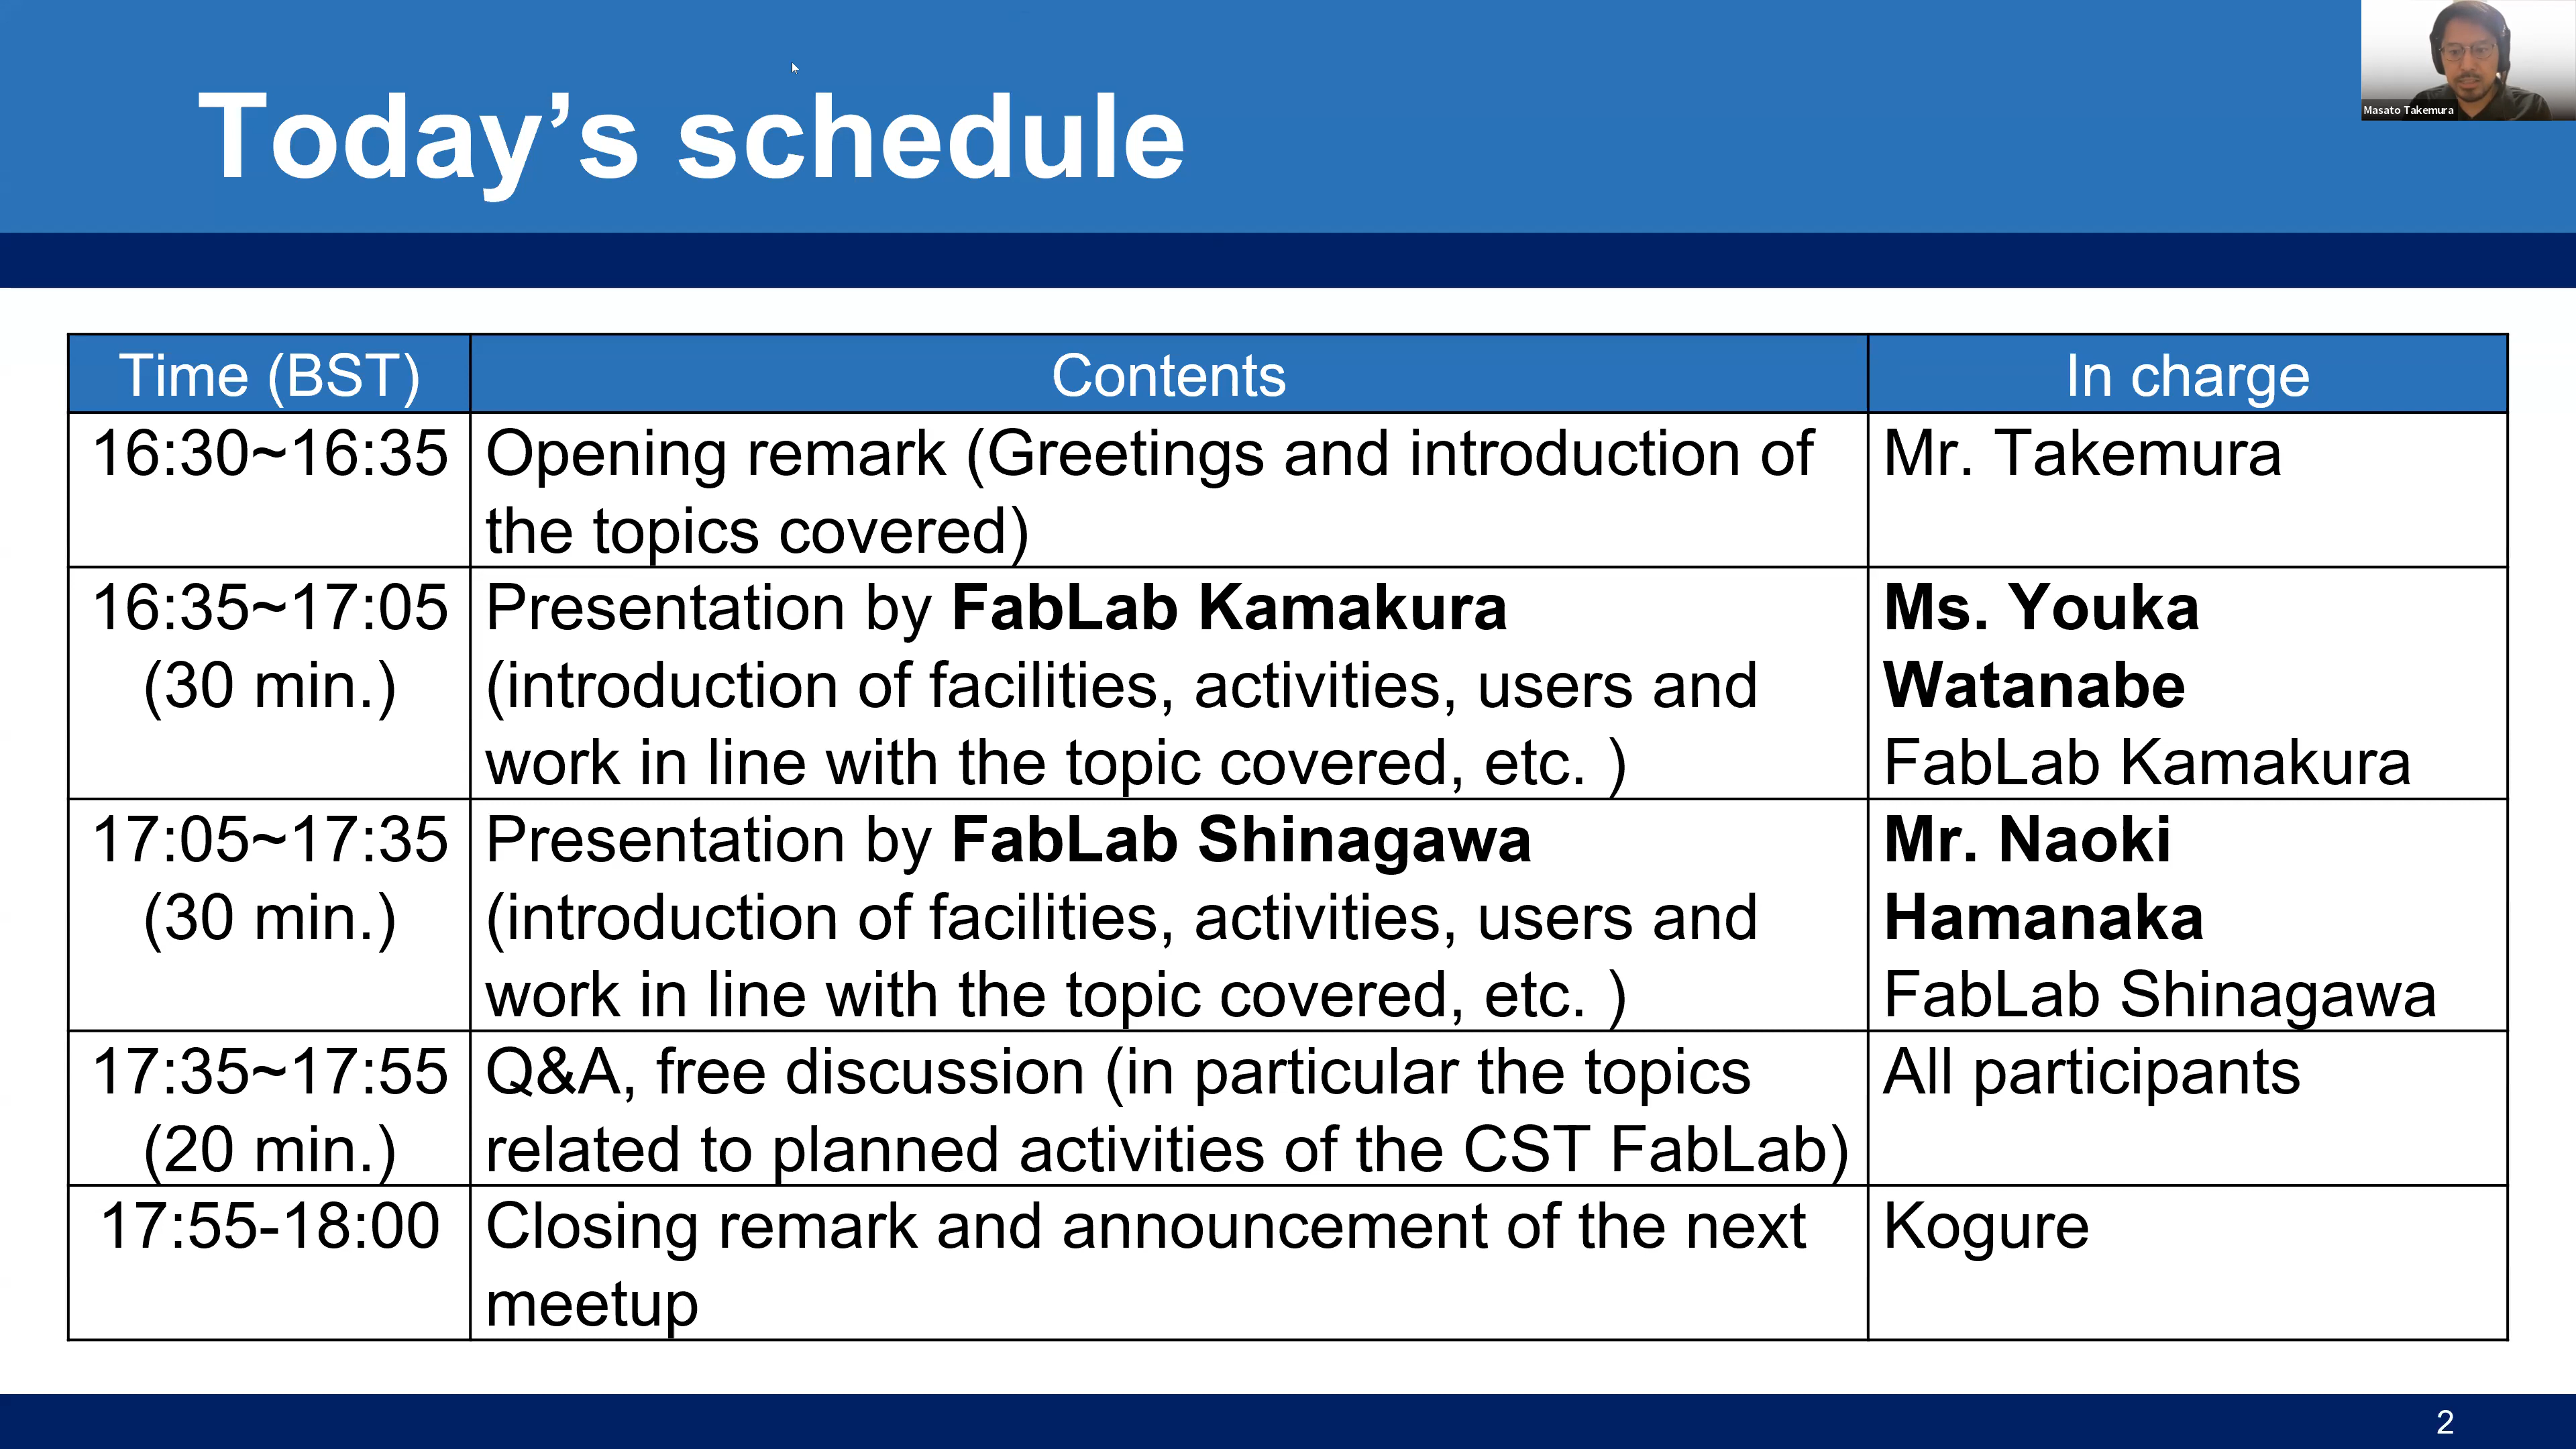 Today’s schedule
Masato Takemura
Time (BST) Contents In charge
16:30~16:35 Opening remark (Greetings and introduction of Mr. Takemura
the topics covered)
16:35~17:05 Presentation by FabLab Kamakura Ms. Youka
(30 min.) (introduction of facilities, activities, users and Watanabe
work in line with the topic covered, etc. ) FabLab Kamakura
17:05~17:35 Presentation by FabLab Shinagawa Mr. Naoki
(30 min.) (introduction of facilities, activities, users and Hamanaka
work in line with the topic covered, etc. ) FabLab Shinagawa
17:35~17:55 Q&A, free discussion (in particular the topics All participants
(20 min.) related to planned activities of the CST FabLab)
17:55-18:00 Closing remark and announcement of the next Kogure
meetup
2